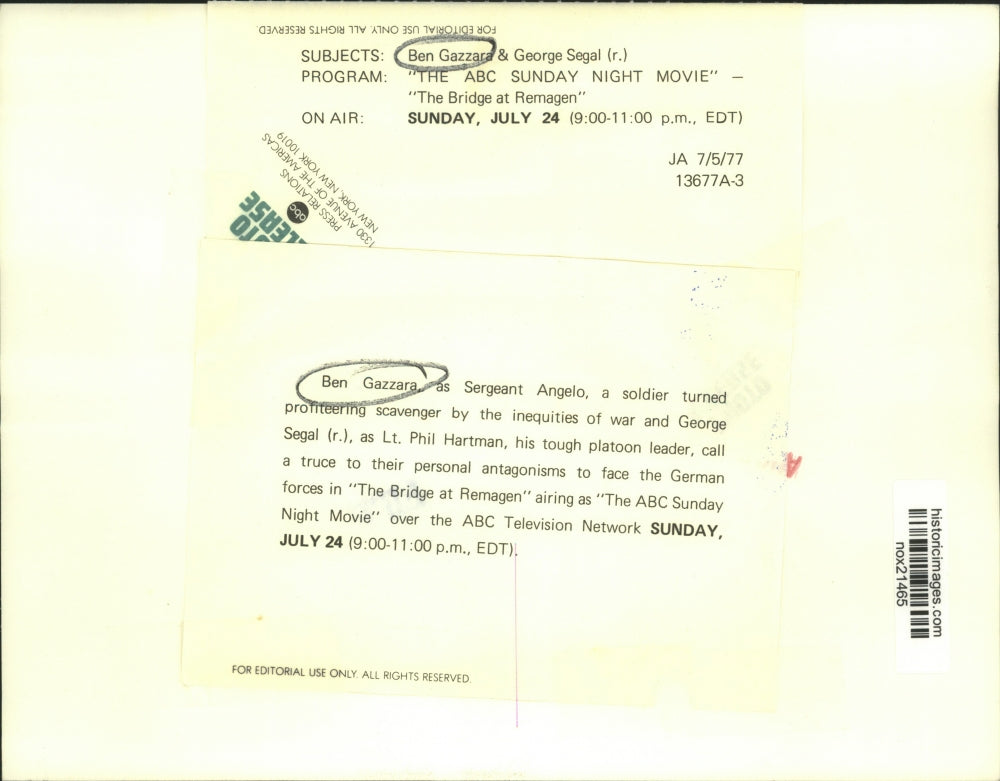 FOR EDITORIAL USE ONLY. ALL RIGHTS RESERVED.
SUBJECTS: Ben Gazzara & George Segal (r.)
PROGRAM: "THE ABC SUNDAY NIGHT MOVIE" —
"The Bridge at Remagen"
ON AIR: SUNDAY, JULY 24 (9:00-11:00 p.m., EDT)
JA 7/5/77
13677A-3
PRESS RELATIONS
1330 AVENUE OF THE AMERICAS
NEW YORK, NEW YORK 10019
abc
Ben Gazzara, as Sergeant Angelo, a soldier turned
profiteering scavenger by the inequities of war and George
Segal (r.), as Lt. Phil Hartman, his tough platoon leader, call
a truce to their personal antagonisms to face the German
forces in "The Bridge at Remagen" airing as "The ABC Sunday
Night Movie" over the ABC Television Network SUNDAY,
JULY 24 (9:00-11:00 p.m., EDT).
FOR EDITORIAL USE ONLY. ALL RIGHTS RESERVED.
historicimages.com
nox21465